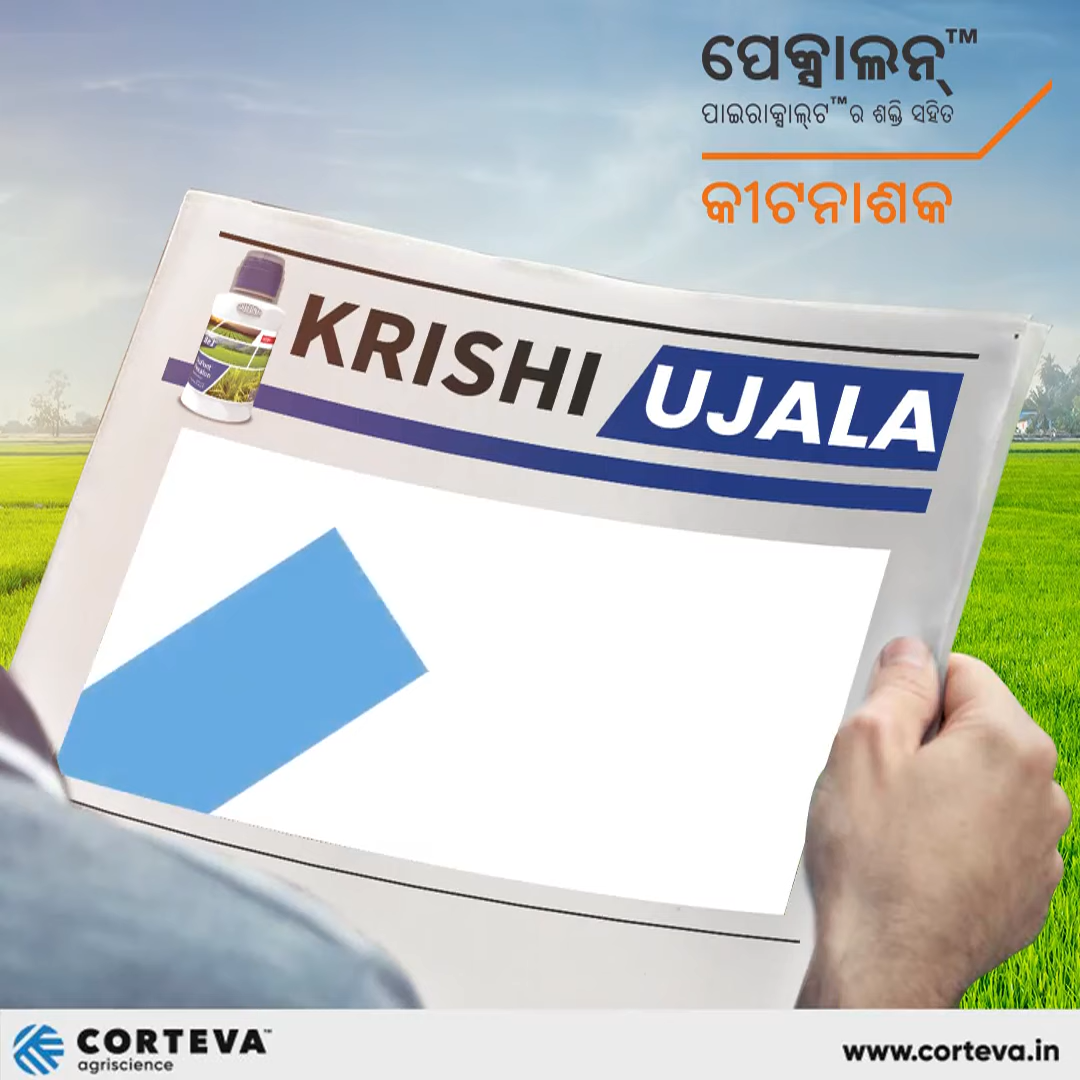 ପେକ୍ସାଲନ୍™
ପାଇରାକ୍ସାଲ୍‌ଟ™ର ଶକ୍ତି ସହିତ
କୀଟନାଶକ
KRISHI UJALA
CORTEVA™
agriscience
www.corteva.in